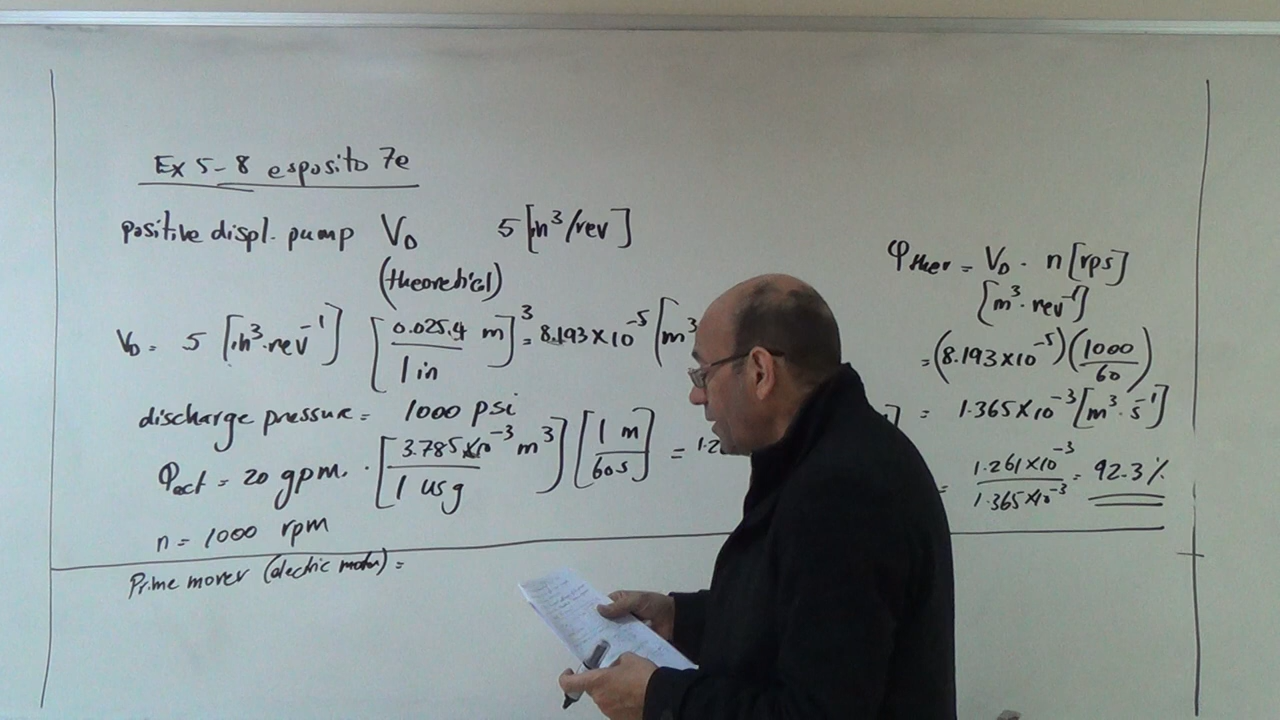 Ex 5-8 esposito 7e
positive displ. pump V_D 5 [in³/rev]
(theoretical)
V_D = 5 [in³·rev⁻¹] [0.0254 m / 1 in]³ = 8.193×10⁻⁵ [m³
discharge pressure = 1000 psi
Q_act = 20 gpm. · [3.785×10⁻³ m³ / 1 usg] [1 m / 60 s] = 1.2
n = 1000 rpm
Prime mover (electric motor) =
Q_ther = V_D · n [rps]
[m³·rev⁻¹]
= (8.193×10⁻⁵) (1000/60)
] = 1.365×10⁻³ [m³·s⁻¹]
= 1.261×10⁻³ / 1.365×10⁻³ = 92.3 %